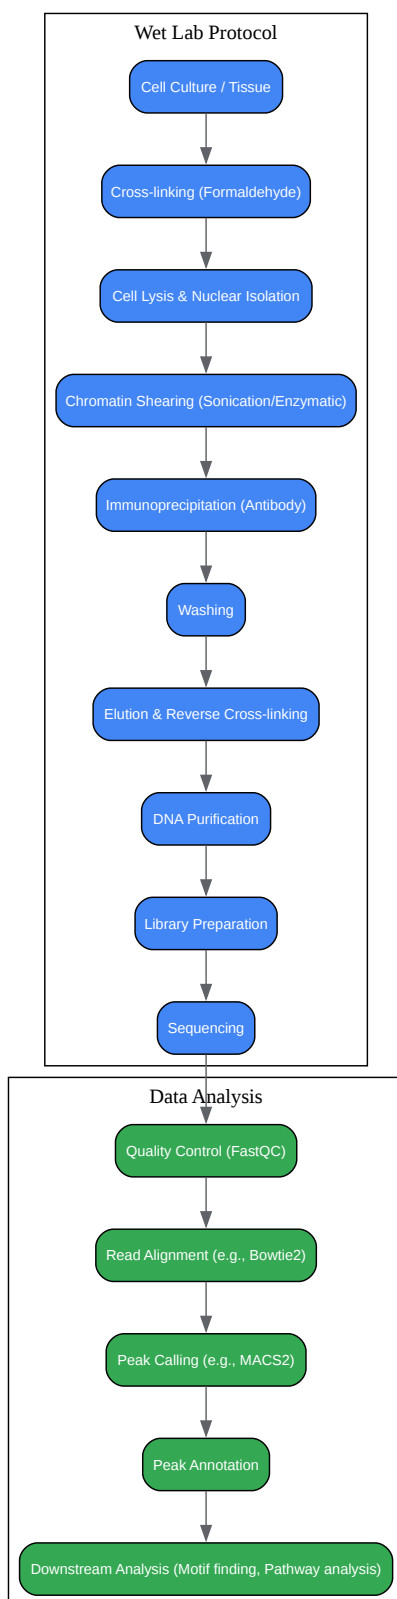 Wet Lab Protocol
Cell Culture / Tissue
Cross-linking (Formaldehyde)
Cell Lysis & Nuclear Isolation
Chromatin Shearing (Sonication/Enzymatic)
Immunoprecipitation (Antibody)
Washing
Elution & Reverse Cross-linking
DNA Purification
Library Preparation
Sequencing
Data Analysis
Quality Control (FastQC)
Read Alignment (e.g., Bowtie2)
Peak Calling (e.g., MACS2)
Peak Annotation
Downstream Analysis (Motif finding, Pathway analysis)